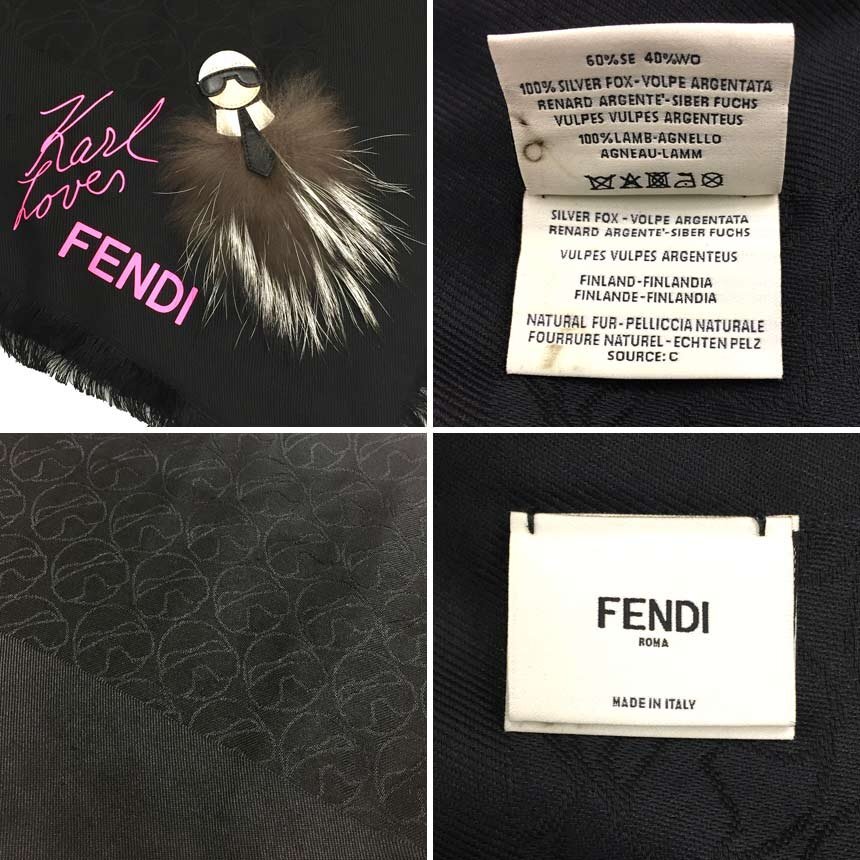 Karl
Loves
FENDI
60%SE 40%WO
100% SILVER FOX-VOLPE ARGENTATA
RENARD ARGENTE'-SIBER FUCHS
VULPES VULPES ARGENTEUS
100%LAMB-AGNELLO
AGNEAU-LAMM
SILVER FOX - VOLPE ARGENTATA
RENARD ARGENTE'-SIBER FUCHS
VULPES VULPES ARGENTEUS
FINLAND-FINLANDIA
FINLANDE-FINLANDIA
NATURAL FUR-PELLICCIA NATURALE
FOURRURE NATUREL-ECHTEN PELZ
SOURCE: C
FENDI
ROMA
MADE IN ITALY